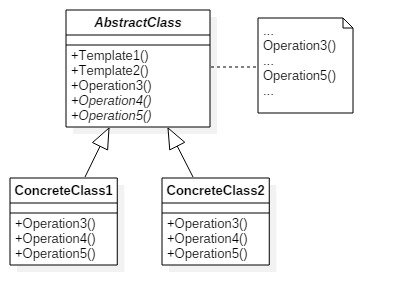 AbstractClass
+Template1()
+Template2()
+Operation3()
+Operation4()
+Operation5()
...
Operation3()
...
Operation5()
...
ConcreteClass1
+Operation3()
+Operation4()
+Operation5()
ConcreteClass2
+Operation3()
+Operation4()
+Operation5()